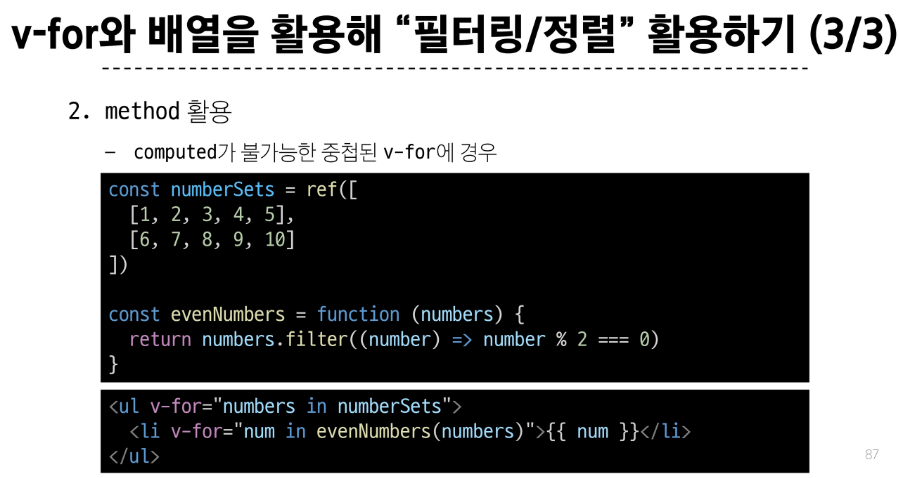 v-for와 배열을 활용해 “필터링/정렬” 활용하기 (3/3)
2. method 활용
– computed가 불가능한 중첩된 v-for에 경우
const numberSets = ref([
  [1, 2, 3, 4, 5],
  [6, 7, 8, 9, 10]
])

const evenNumbers = function (numbers) {
  return numbers.filter((number) => number % 2 === 0)
}
<ul v-for="numbers in numberSets">
  <li v-for="num in evenNumbers(numbers)">{{ num }}</li>
</ul>
87